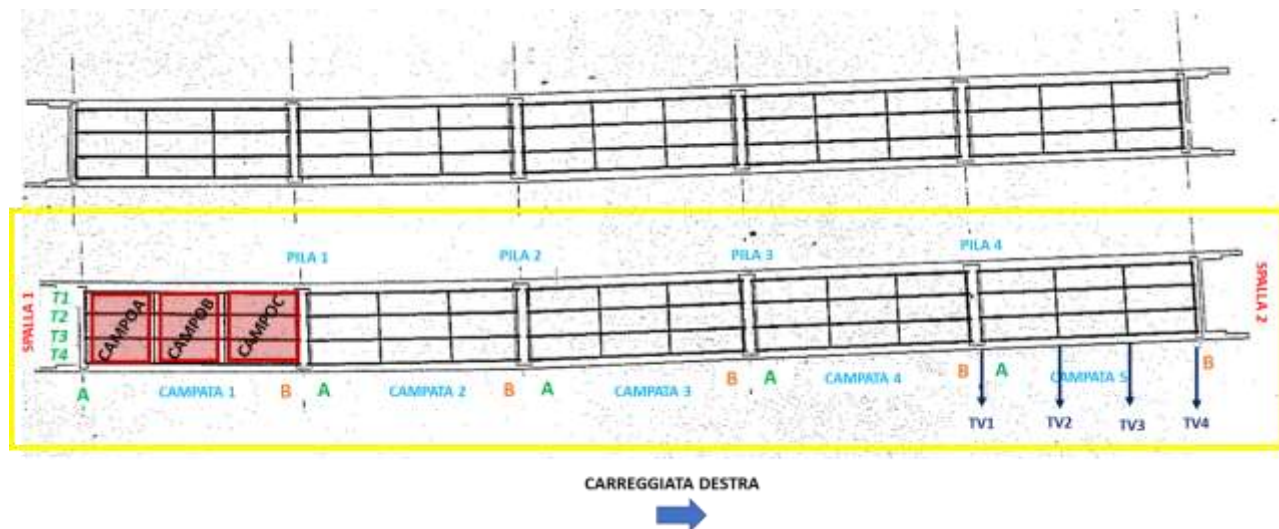 PILA 1
PILA 2
PILA 3
PILA 4
SPALLA 1
SPALLA 2
T1
T2
T3
T4
CAMPOA
CAMPOB
CAMPOC
A
CAMPATA 1
B
A
CAMPATA 2
B
A
CAMPATA 3
B
A
CAMPATA 4
B
A
CAMPATA 5
B
TV1
TV2
TV3
TV4
CARREGGIATA DESTRA